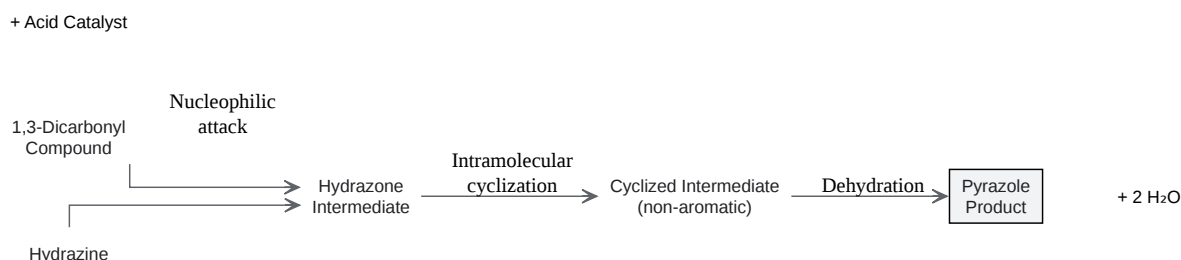 + Acid Catalyst
Nucleophilic
attack
1,3-Dicarbonyl
Compound
Intramolecular
cyclization
Hydrazone
Intermediate
Cyclized Intermediate
(non-aromatic)
Dehydration
Pyrazole
Product
+ 2 H₂O
Hydrazine